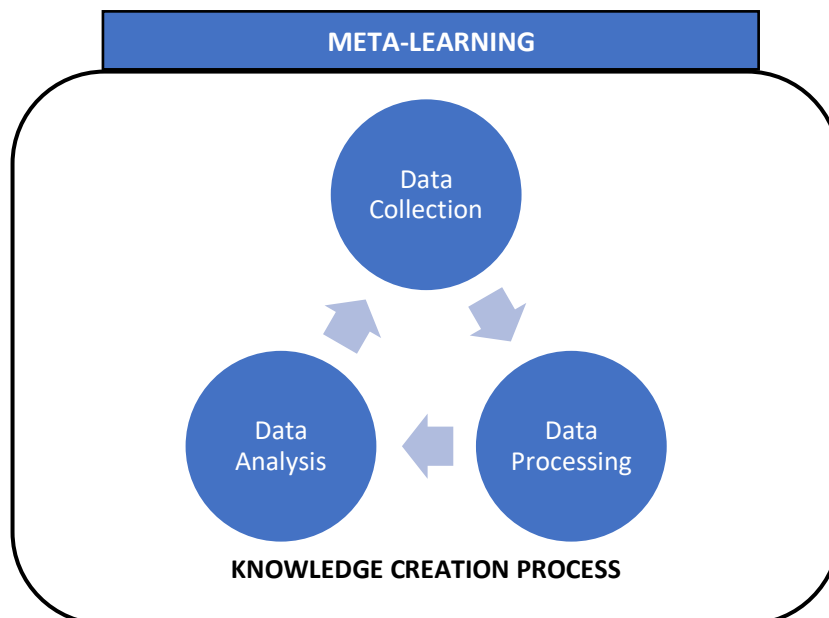 META-LEARNING
Data
Collection
Data
Analysis
Data
Processing
KNOWLEDGE CREATION PROCESS